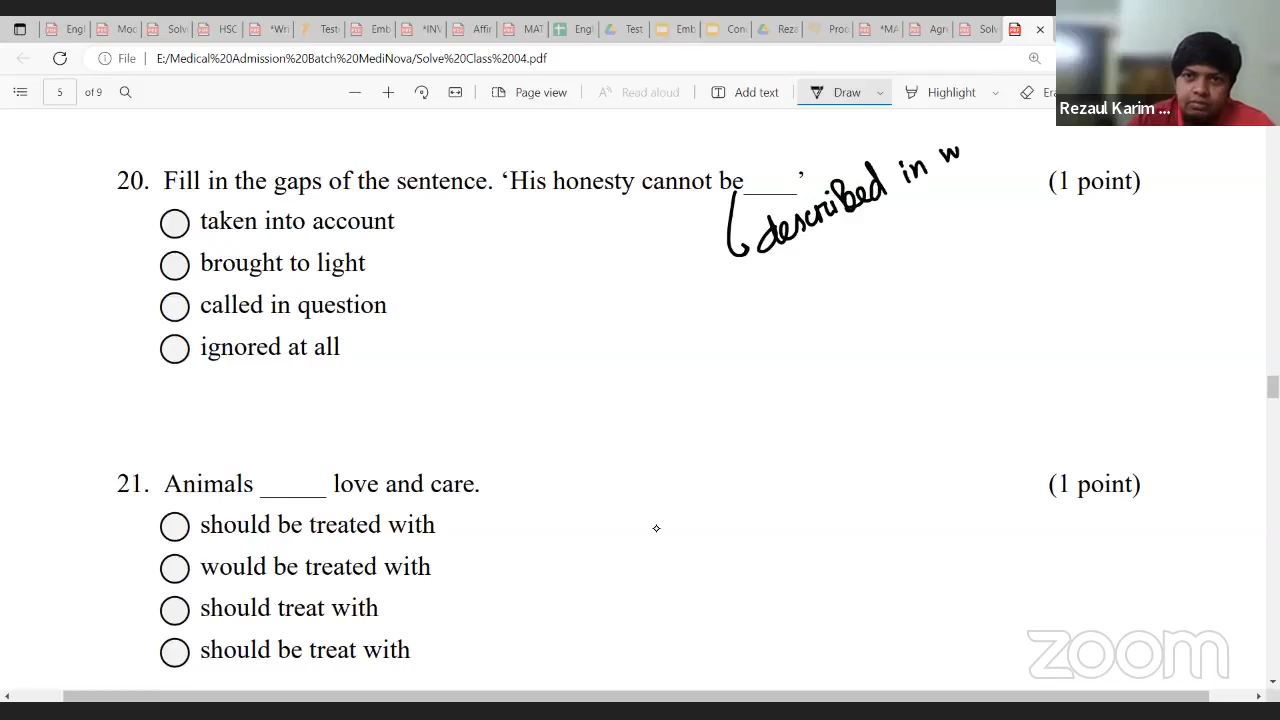 Engl
Moc
Solv
HSC
*Wri
Test
Emb
*INV
Affir
MAT
Eng
Test
Emb
Con
Reza
Proc
*MA
Agre
Solv
File
E:/Medical%20Admission%20Batch%20MediNova/Solve%20Class%2004.pdf
5 of 9
Page view
Read aloud
Add text
Draw
Highlight
Era
Rezaul Karim ...
20. Fill in the gaps of the sentence. ‘His honesty cannot be____’ (1 point)
described in w
taken into account
brought to light
called in question
ignored at all
21. Animals _____ love and care. (1 point)
should be treated with
would be treated with
should treat with
should be treat with
zoom